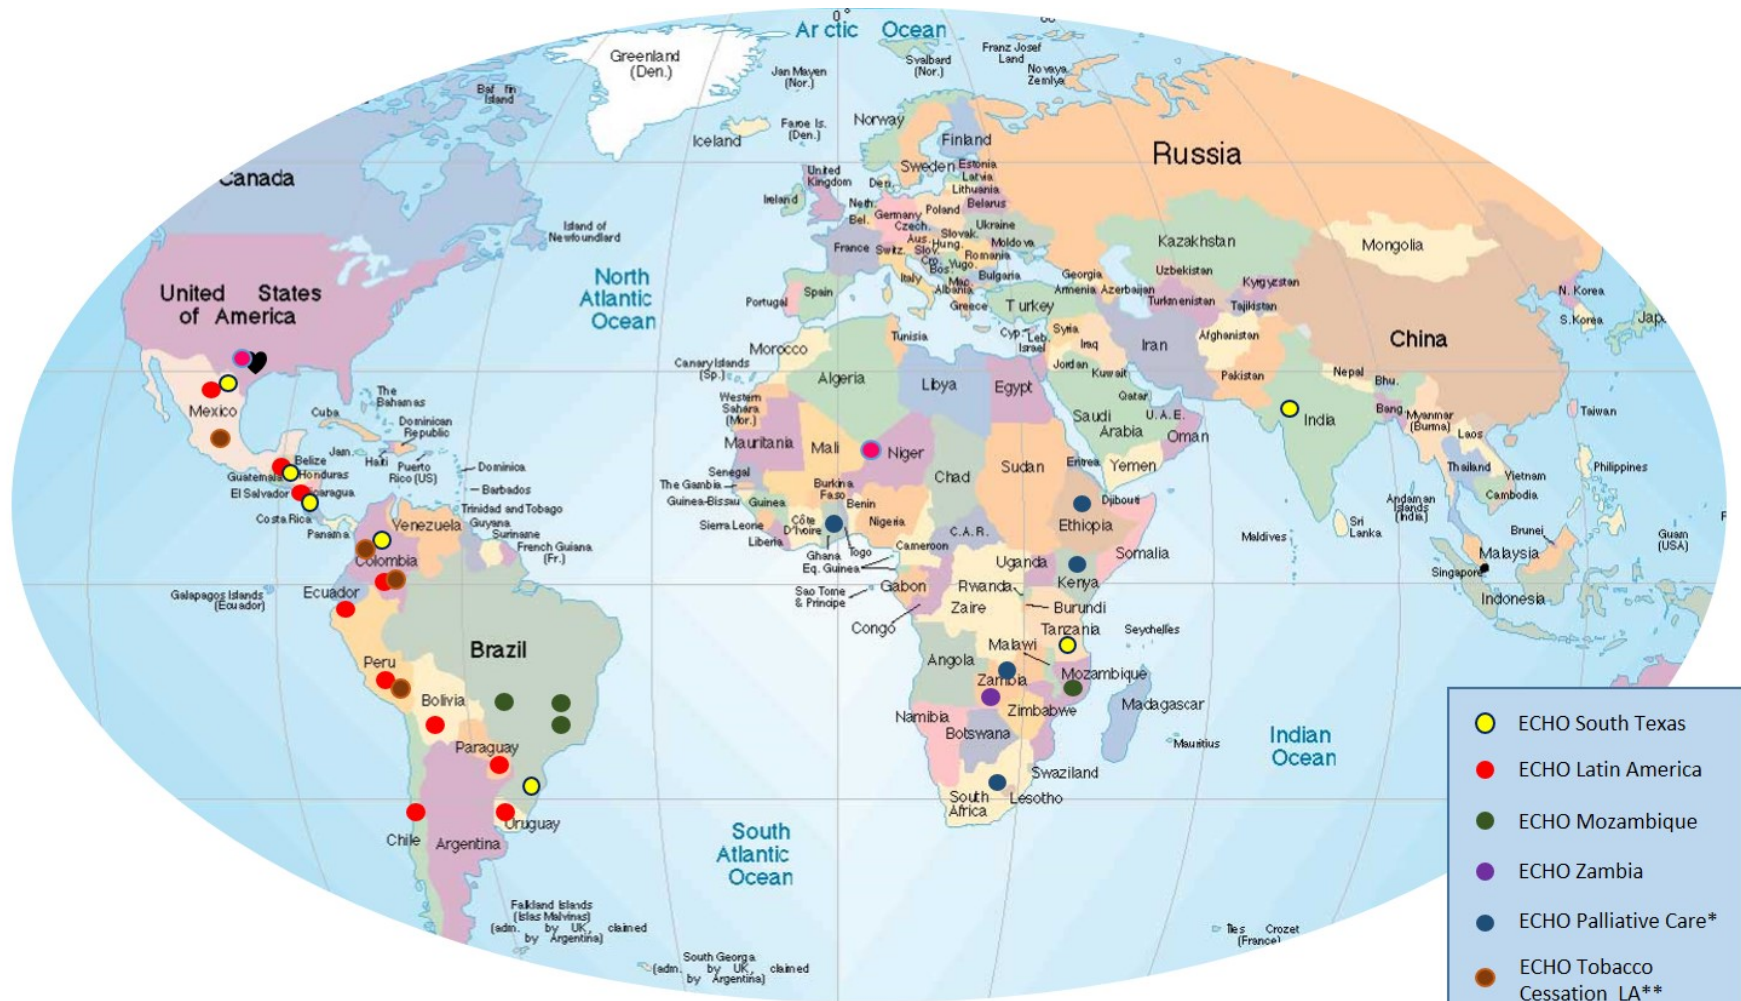 0°
Arctic Ocean
Greenland
(Den.)
Jan Mayen
(Nor.)
Svalbard
(Nor.)
Franz Josef
Land
Novaya
Zemlya
Baffin
Island
Iceland
Faroe Is.
(Den.)
Norway
Finland
Sweden
Russia
Canada
United
Kingdom
Ireland
Den.
Estonia
Latvia
Lithuania
Belarus
Neth.
Bel.
Germany
Poland
Czech.
Ukraine
Island of
Newfoundland
France
Switz.
Aus.
Slov.
Slovak.
Hung.
Moldova
Romania
Cro.
Bos.
Yugo.
Bulgaria
Mac.
Albania
Italy
Greece
Kazakhstan
Mongolia
Uzbekistan
Georgia
Kyrgyzstan
Armenia
Azerbaijan
Turkmenistan
Tajikistan
N. Korea
S. Korea
Jap
United States
of America
North
Atlantic
Ocean
Portugal
Spain
Turkey
Tunisia
Cyp.
Leb.
Israel
Syria
Iraq
Iran
Afghanistan
China
Morocco
Canary Islands
(Sp.)
Algeria
Libya
Egypt
Jordan
Kuwait
Pakistan
Nepal
Bhu.
Mexico
The
Bahamas
Cuba
Western
Sahara
(Mor.)
Qatar
Saudi
Arabia
U.A.E.
Oman
India
Bang.
Myanmar
(Burma)
Taiwan
Dominican
Republic
Jam.
Haiti
Puerto
Rico (US)
Dominica
Mauritania
Mali
Niger
Chad
Sudan
Eritrea
Yemen
Laos
Thailand
Vietnam
Philippines
Belize
Guatemala
Honduras
El Salvador
Nicaragua
Barbados
Senegal
The Gambia
Guinea-Bissau
Guinea
Burkina
Faso
Benin
Djibouti
Ethiopia
Andaman
Islands
(India)
Cambodia
Costa Rica
Panama
Trinidad and Tobago
Venezuela
Guyana
Suriname
French Guiana
(Fr.)
Sierra Leone
Liberia
Côte
D'Ivoire
Ghana
Togo
Nigeria
Cameroon
C.A.R.
Somalia
Maldives
Sri
Lanka
Brunei
Malaysia
Guam
(USA)
Colombia
Eq. Guinea
Uganda
Kenya
Singapore
Indonesia
Galapagos Islands
(Ecuador)
Ecuador
Sao Tome
& Principe
Gabon
Congo
Rwanda
Zaire
Burundi
Tanzania
Seychelles
Brazil
Peru
Bolivia
Angola
Malawi
Zambia
Mozambique
Namibia
Zimbabwe
Botswana
Madagascar
Mauritius
Paraguay
Indian
Ocean
Swaziland
South
Africa
Lesotho
Chile
Argentina
Uruguay
South
Atlantic
Ocean
Falkland Islands
(Islas Malvinas)
(adm. by UK, claimed
by Argentina)
South Georga
(adm. by UK, claimed
by Argentina)
Iles Crozet
(France)
ECHO South Texas
ECHO Latin America
ECHO Mozambique
ECHO Zambia
ECHO Palliative Care*
ECHO Tobacco
Cessation LA**